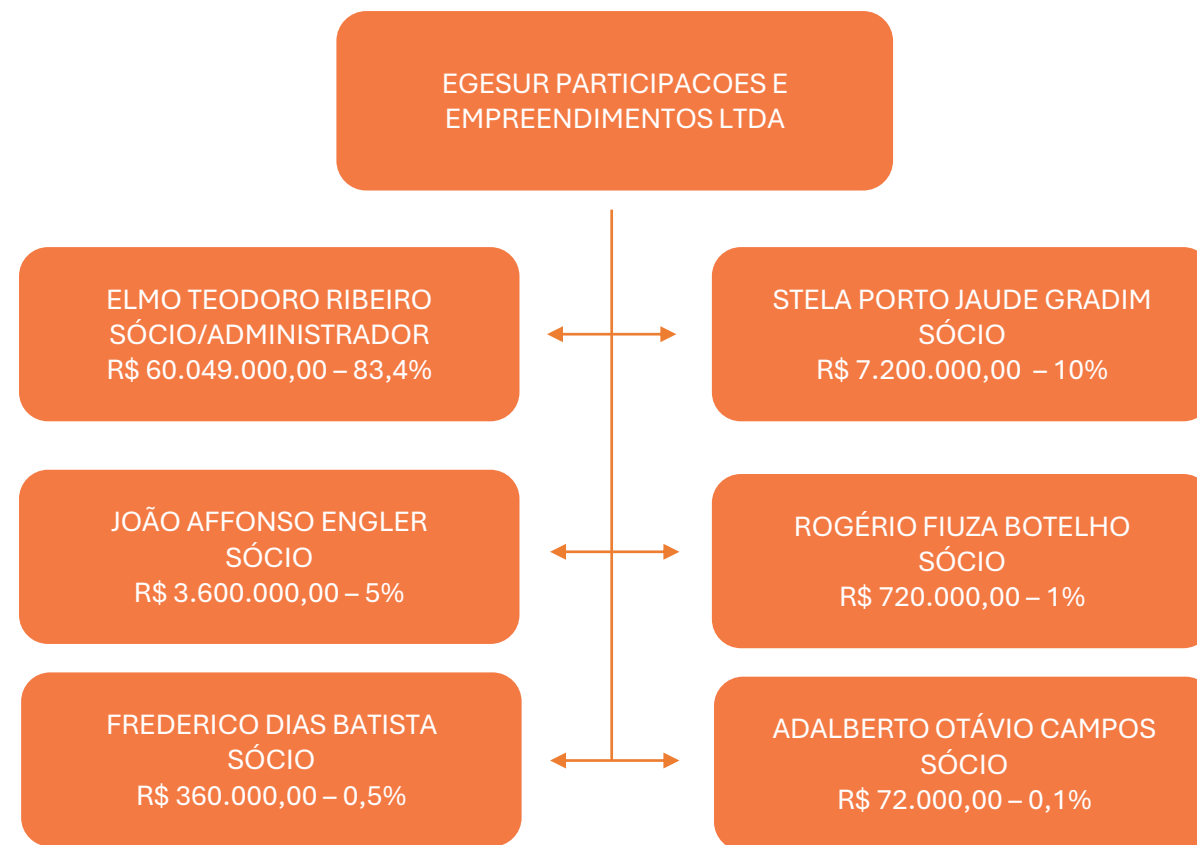 EGESUR PARTICIPACOES E
EMPREENDIMENTOS LTDA
ELMO TEODORO RIBEIRO
SÓCIO/ADMINISTRADOR
R$ 60.049.000,00 – 83,4%
STELA PORTO JAUDE GRADIM
SÓCIO
R$ 7.200.000,00 – 10%
JOÃO AFFONSO ENGLER
SÓCIO
R$ 3.600.000,00 – 5%
ROGÉRIO FIUZA BOTELHO
SÓCIO
R$ 720.000,00 – 1%
FREDERICO DIAS BATISTA
SÓCIO
R$ 360.000,00 – 0,5%
ADALBERTO OTÁVIO CAMPOS
SÓCIO
R$ 72.000,00 – 0,1%